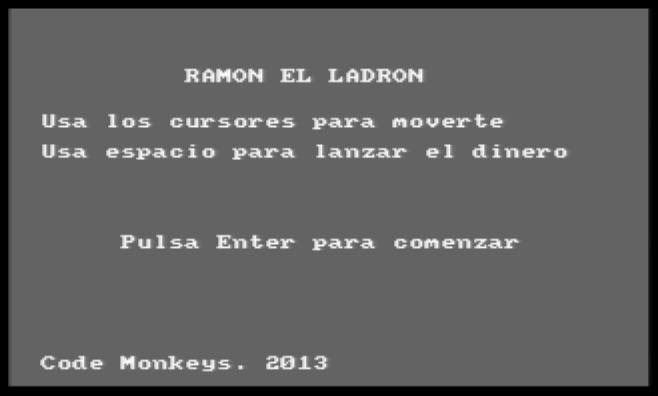 RAMON EL LADRON
Usa los cursores para moverte
Usa espacio para lanzar el dinero
Pulsa Enter para comenzar
Code Monkeys. 2013